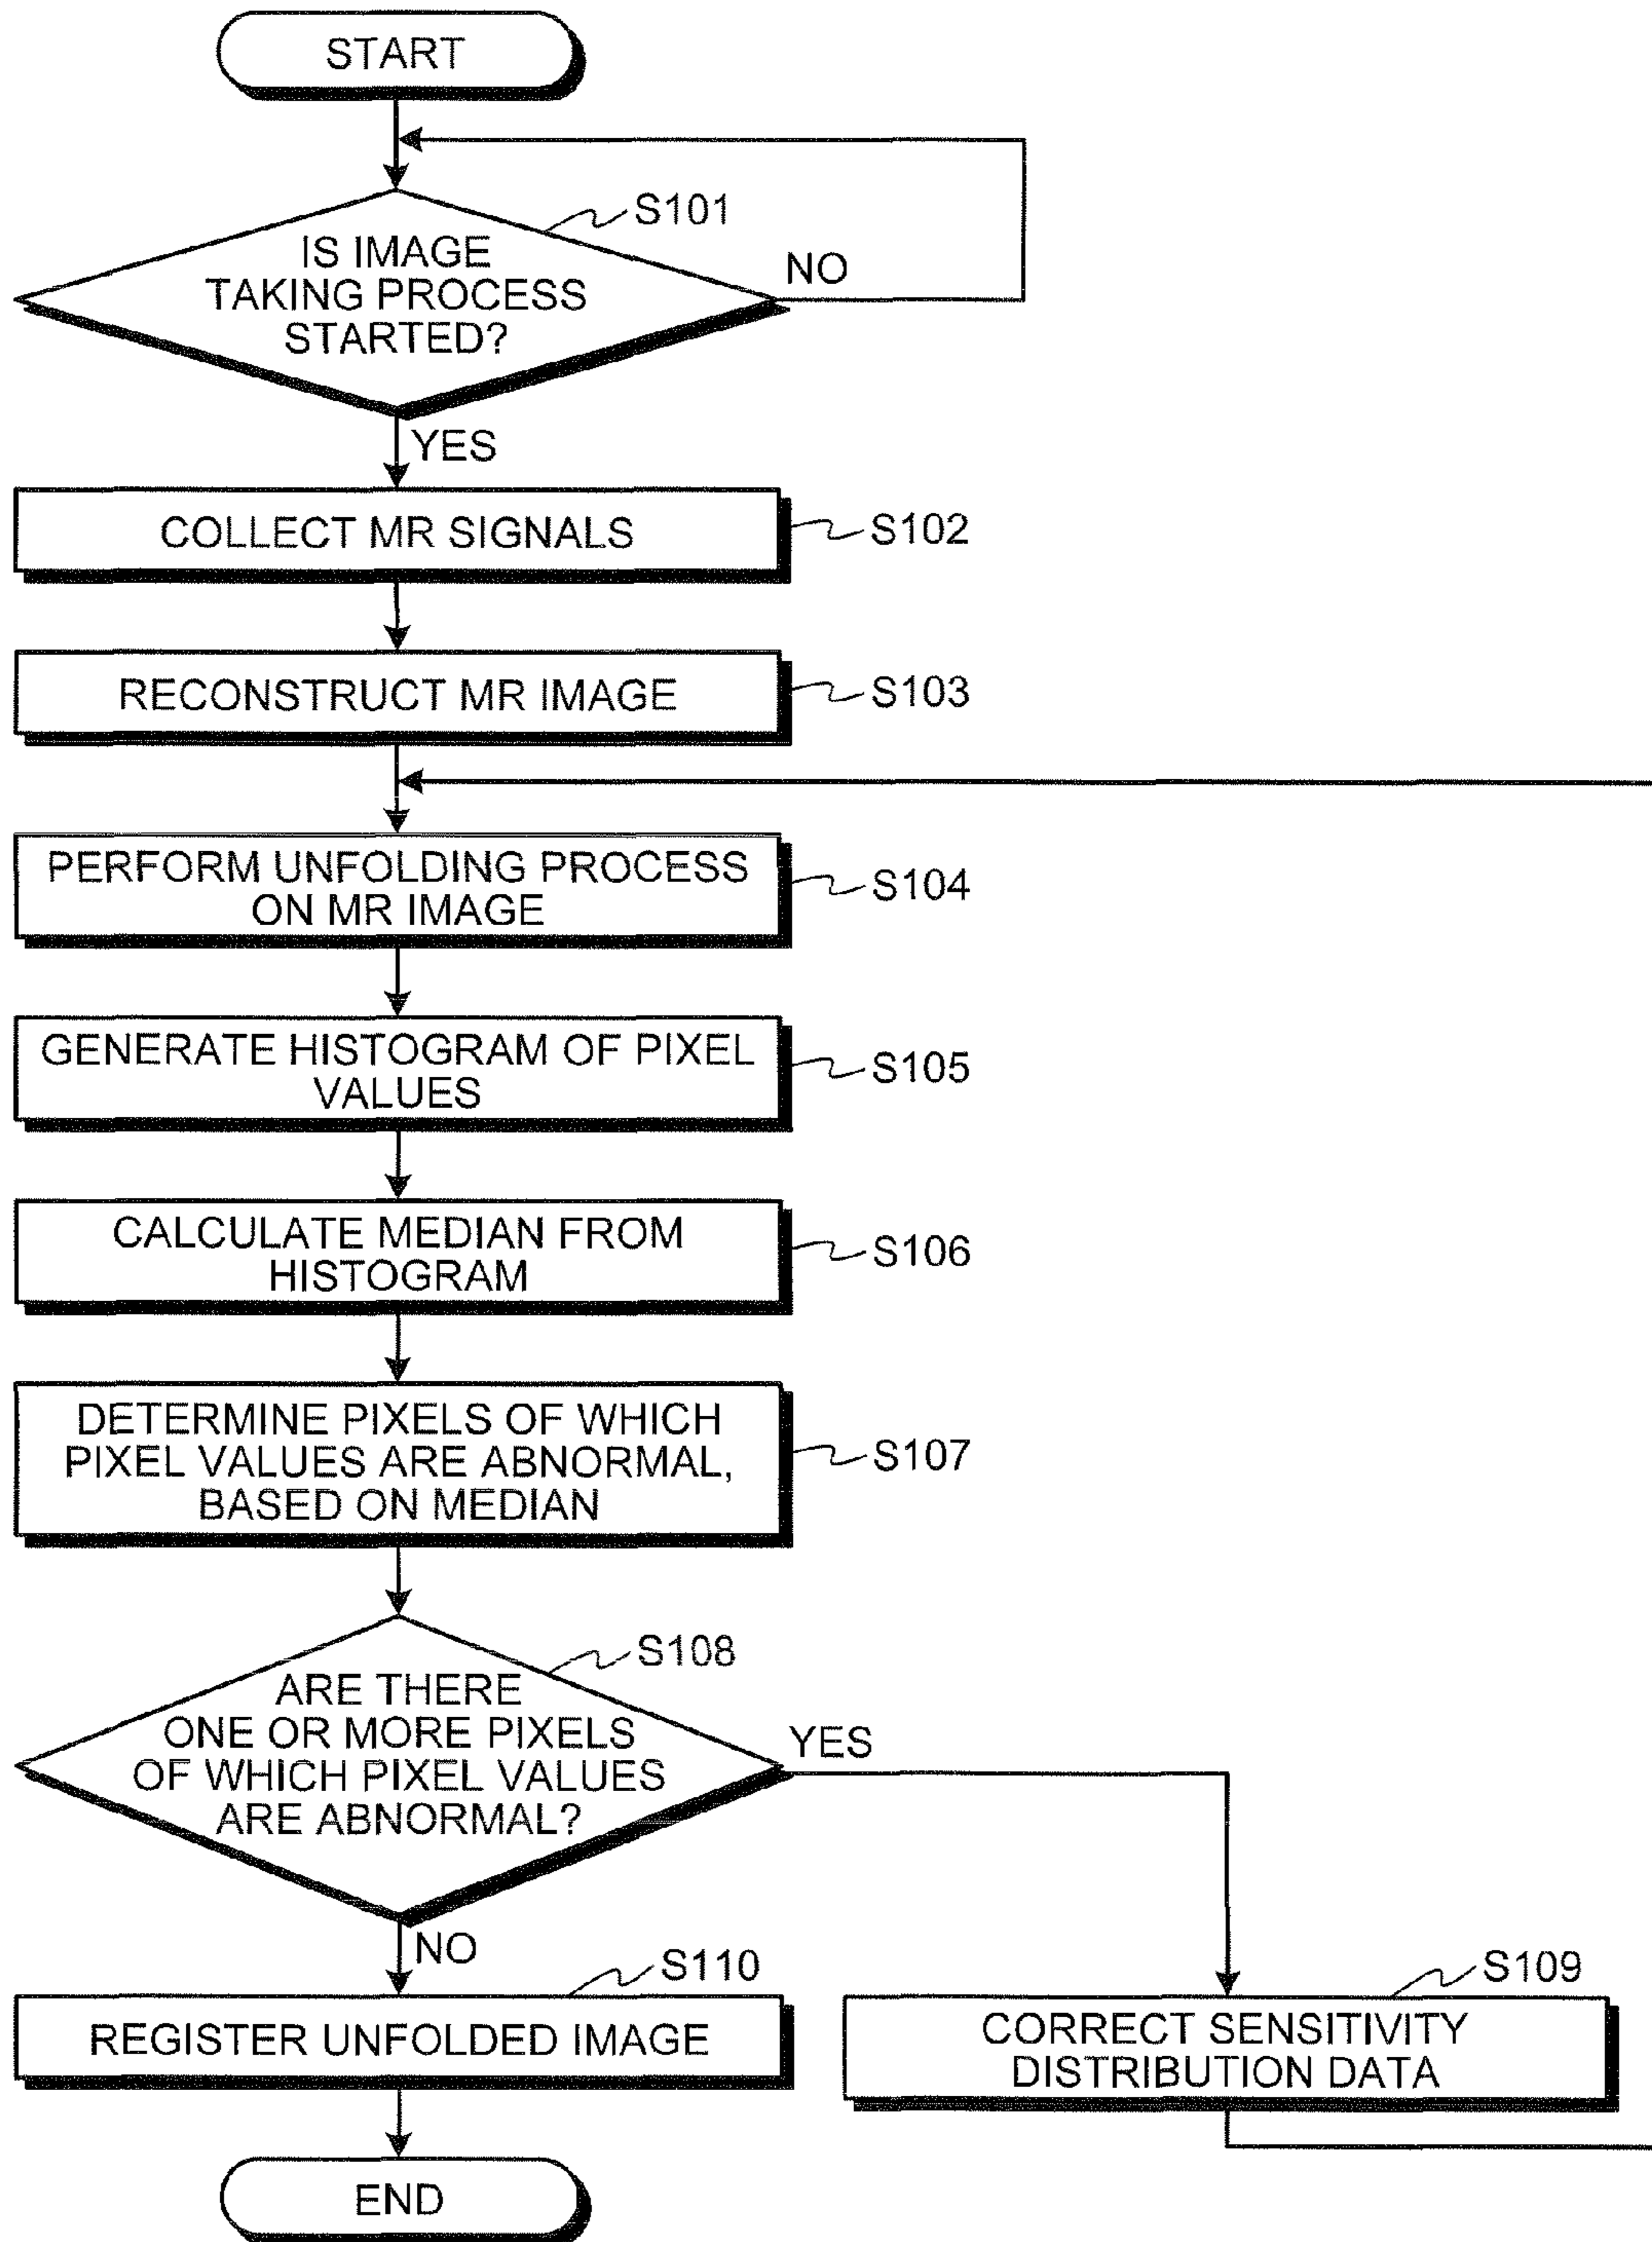 START
S101
IS IMAGE
TAKING PROCESS
STARTED?
NO
YES
COLLECT MR SIGNALS
S102
RECONSTRUCT MR IMAGE
S103
PERFORM UNFOLDING PROCESS
ON MR IMAGE
S104
GENERATE HISTOGRAM OF PIXEL
VALUES
S105
CALCULATE MEDIAN FROM
HISTOGRAM
S106
DETERMINE PIXELS OF WHICH
PIXEL VALUES ARE ABNORMAL,
BASED ON MEDIAN
S107
S108
ARE THERE
ONE OR MORE PIXELS
OF WHICH PIXEL VALUES
ARE ABNORMAL?
YES
NO
S110
REGISTER UNFOLDED IMAGE
S109
CORRECT SENSITIVITY
DISTRIBUTION DATA
END